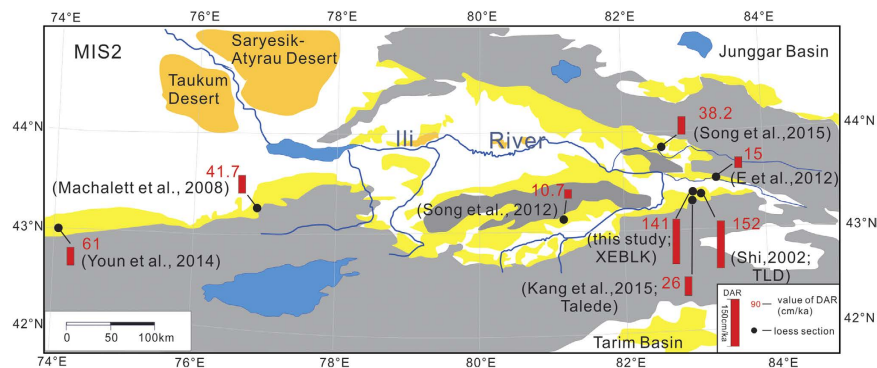 74°E
76°E
78°E
80°E
82°E
84°E
MIS2
Saryesik-
Atyrau Desert
Junggar Basin
Taukum
Desert
44°N
44°N
38.2
(Song et al.,2015)
Ili River
15
(E et al.,2012)
41.7
(Machalett et al., 2008)
10.7
(Song et al., 2012)
43°N
43°N
141
(this study;
XEBLK)
152
(Shi,2002;
TLD)
61
(Youn et al., 2014)
26
(Kang et al.,2015;
Talede)
DAR
150cm/ka
90
value of DAR
(cm/ka)
loess section
42°N
42°N
0 50 100km
Tarim Basin
74°E
76°E
78°E
80°E
82°E
84°E